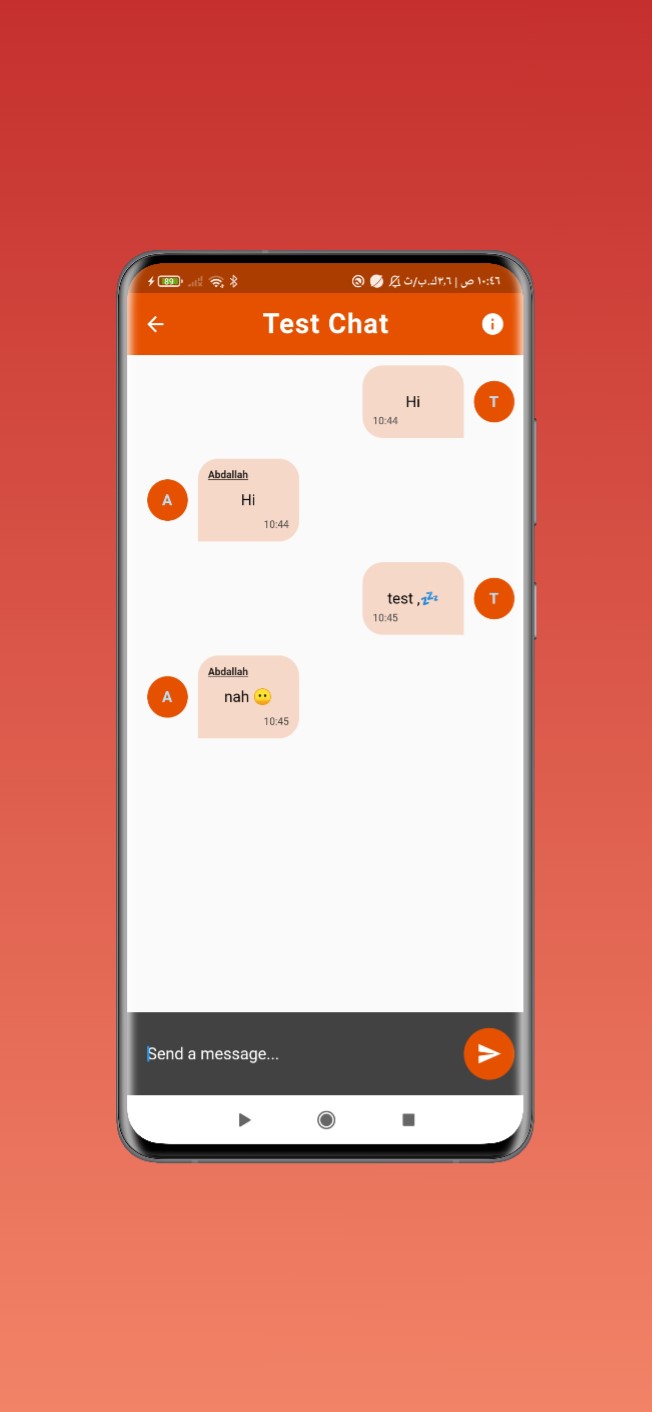 89
١٠:٤٦ ص | ٣,٦ك.ب/ث
Test Chat
Hi
10:44
T
Abdallah
A
Hi
10:44
test ,💤
T
10:45
Abdallah
A
nah 😶
10:45
Send a message...